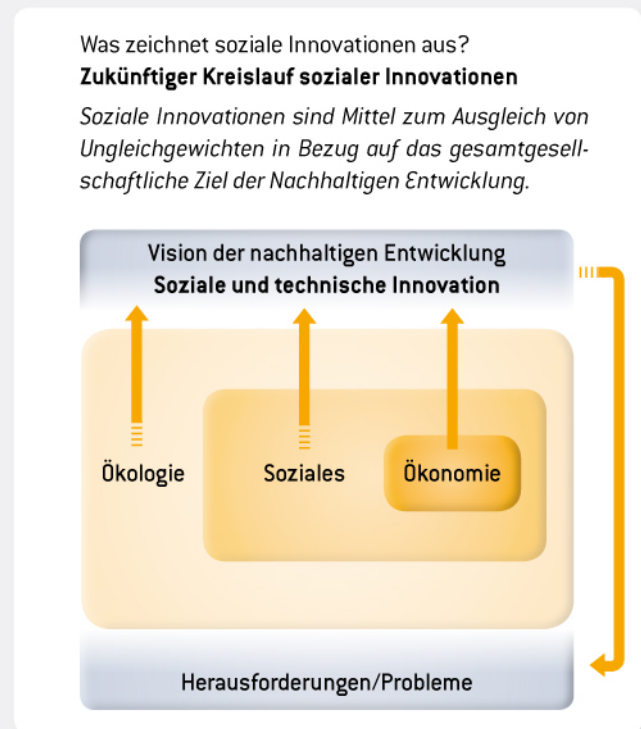 Was zeichnet soziale Innovationen aus?
Zukünftiger Kreislauf sozialer Innovationen
Soziale Innovationen sind Mittel zum Ausgleich von
Ungleichgewichten in Bezug auf das gesamtgesell-
schaftliche Ziel der Nachhaltigen Entwicklung.
Vision der nachhaltigen Entwicklung
Soziale und technische Innovation
Ökologie
Soziales
Ökonomie
Herausforderungen/Probleme